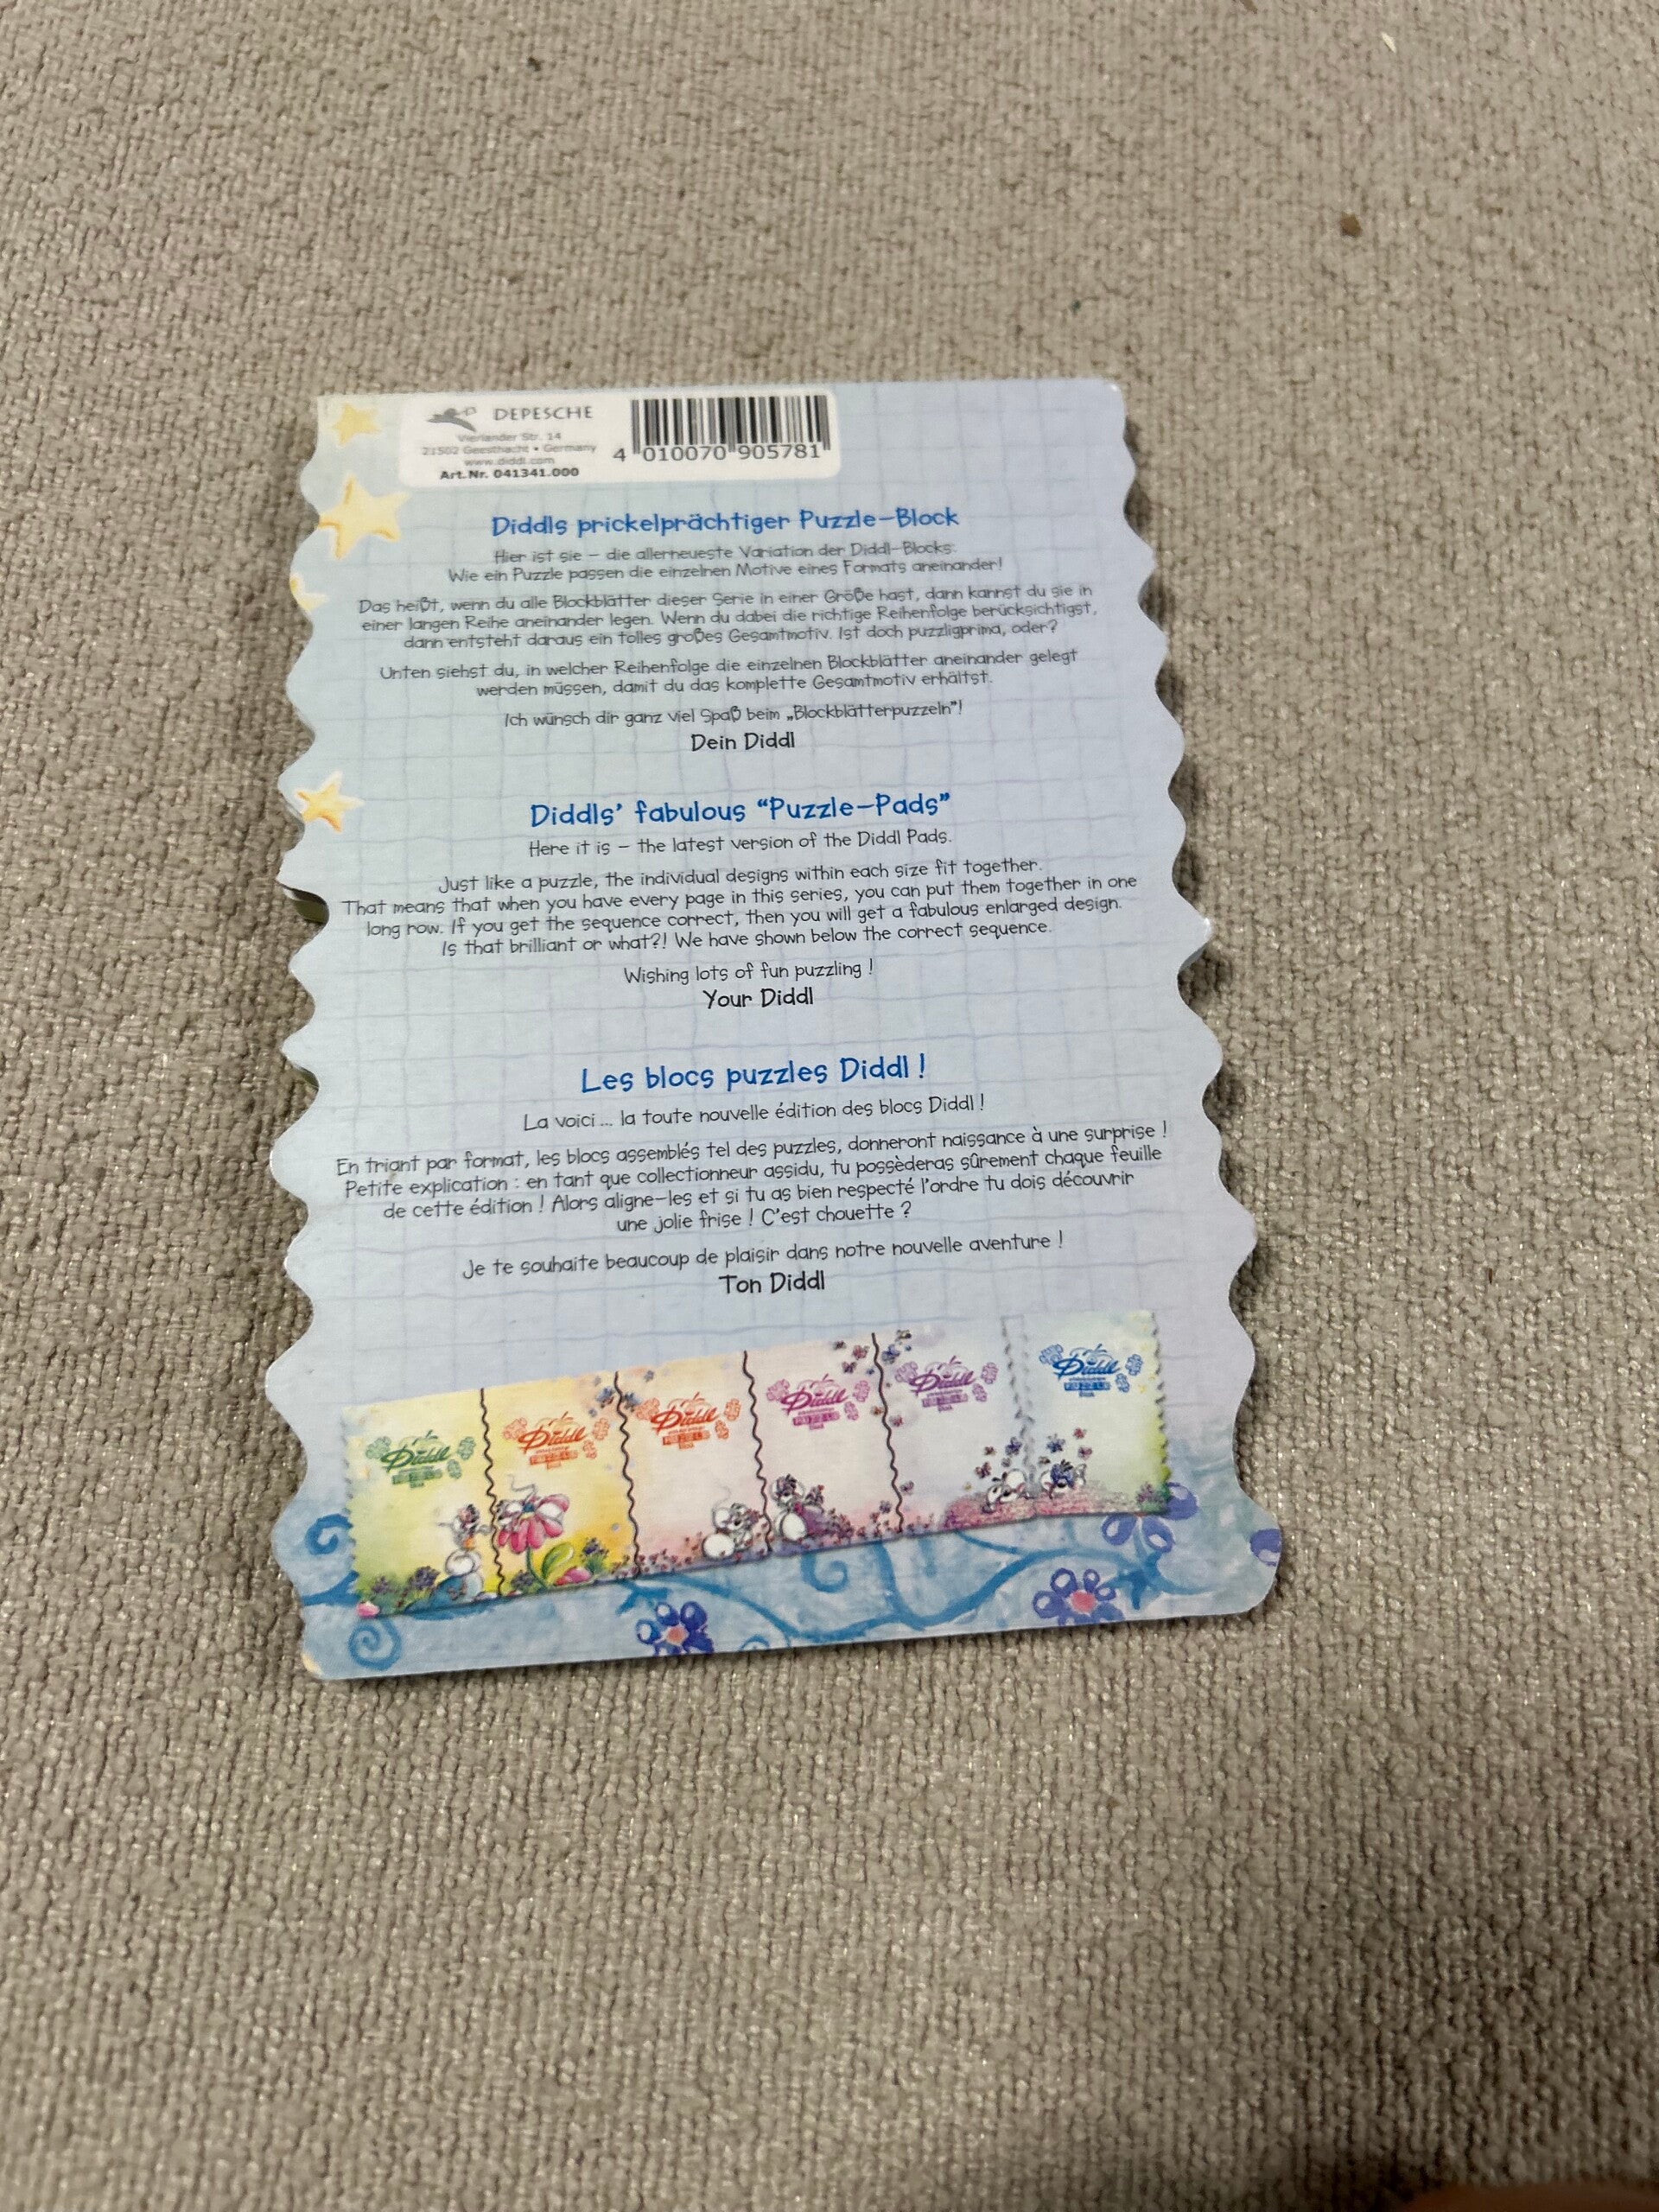 DEPESCHE
Vierlander Str. 14
21502 Geesthacht • Germany
www.diddl.com
Art.Nr. 041341.000
4 010070 905781
Diddls prickelprächtiger Puzzle-Block
Hier ist sie – die allerneueste Variation der Diddl-Blocks.
Wie ein Puzzle passen die einzelnen Motive eines Formats aneinander!
Das heißt, wenn du alle Blockblätter dieser Serie in einer Größe hast, dann kannst du sie in
einer langen Reihe aneinander legen. Wenn du dabei die richtige Reihenfolge berücksichtigst,
dann entsteht daraus ein tolles großes Gesamtmotiv. Ist doch puzzligprima, oder?
Unten siehst du, in welcher Reihenfolge die einzelnen Blockblätter aneinander gelegt
werden müssen, damit du das komplette Gesamtmotiv erhältst.
Ich wünsch dir ganz viel Spaß beim „Blockblätterpuzzeln"!
Dein Diddl
Diddls' fabulous “Puzzle-Pads”
Here it is – the latest version of the Diddl Pads.
Just like a puzzle, the individual designs within each size fit together.
That means that when you have every page in this series, you can put them together in one
long row. If you get the sequence correct, then you will get a fabulous enlarged design.
Is that brilliant or what?! We have shown below the correct sequence.
Wishing lots of fun puzzling !
Your Diddl
Les blocs puzzles Diddl !
La voici... la toute nouvelle édition des blocs Diddl !
En triant par format, les blocs assemblés tel des puzzles, donneront naissance à une surprise !
Petite explication : en tant que collectionneur assidu, tu possèderas sûrement chaque feuille
de cette édition ! Alors aligne-les et si tu as bien respecté l'ordre tu dois découvrir
une jolie frise ! C'est chouette ?
Je te souhaite beaucoup de plaisir dans notre nouvelle aventure !
Ton Diddl
Diddl
Diddl
Diddl
Diddl
Diddl
Diddl